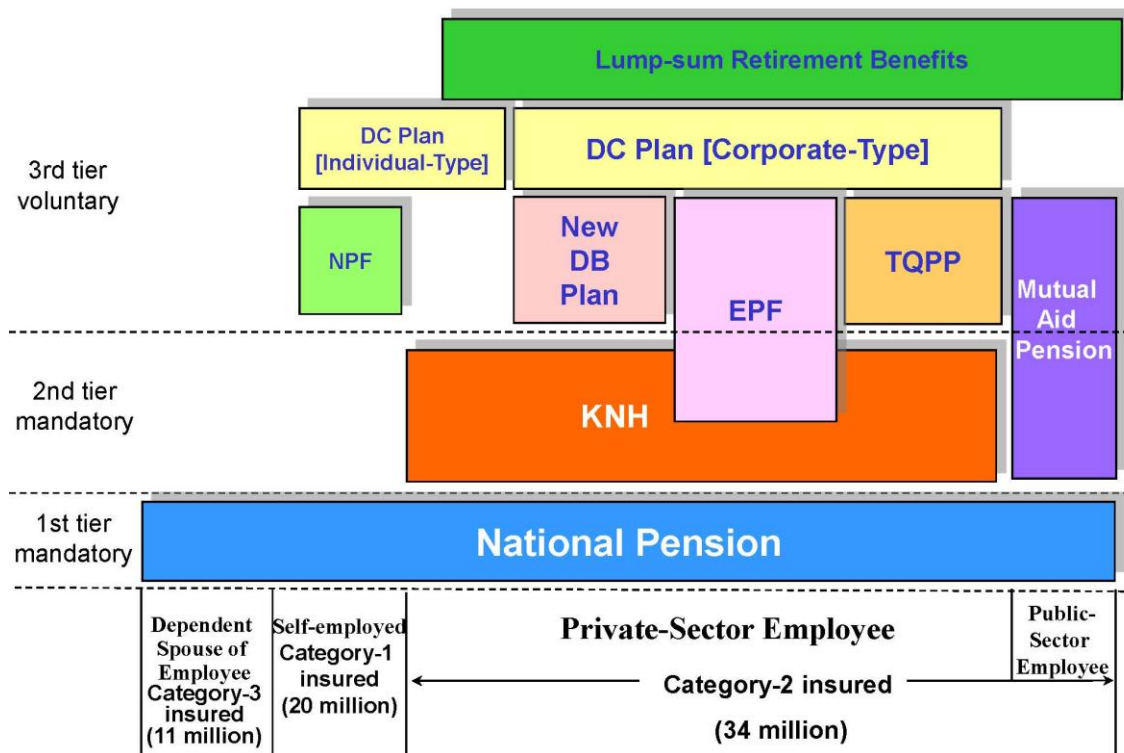 Lump-sum Retirement Benefits
3rd tier
voluntary
DC Plan
[Individual-Type]
DC Plan [Corporate-Type]
NPF
New
DB
Plan
EPF
TQPP
Mutual
Aid
Pension
2nd tier
mandatory
KNH
1st tier
mandatory
National Pension
Dependent
Spouse of
Employee
Category-3
insured
(11 million)
Self-employed
Category-1
insured
(20 million)
Private-Sector Employee
Public-
Sector
Employee
Category-2 insured
(34 million)